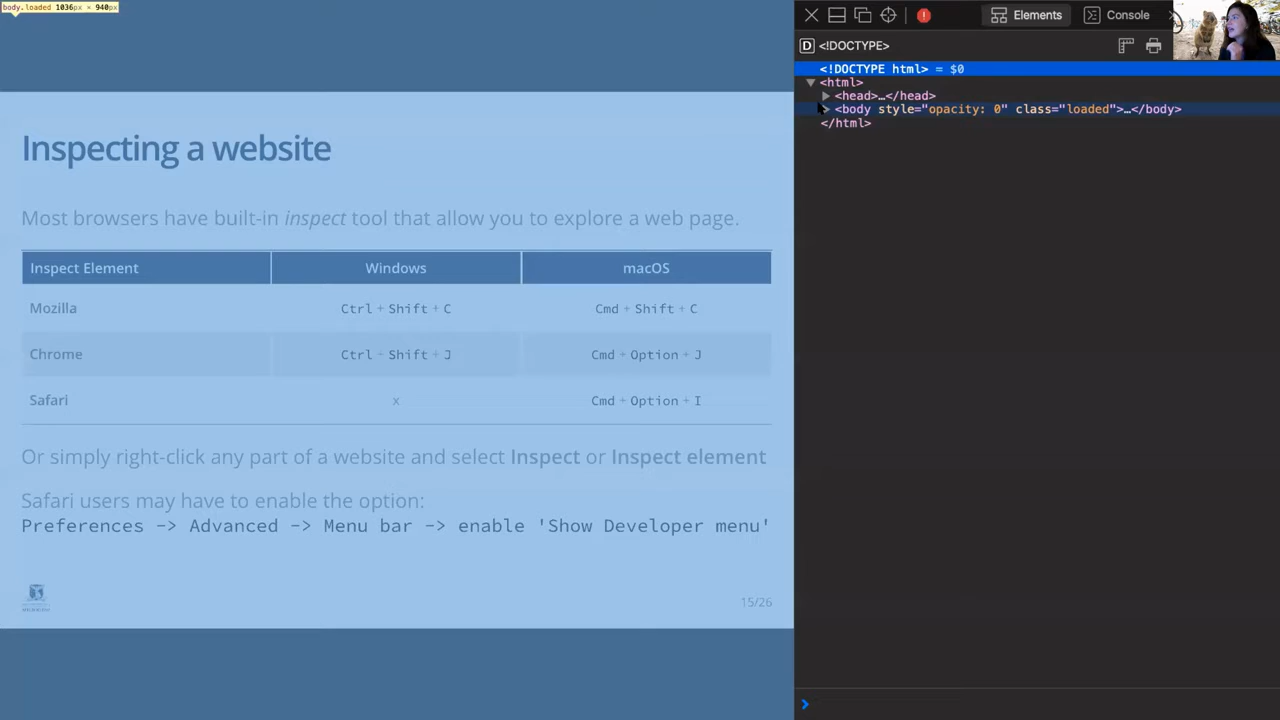 body.loaded 1036px × 940px
Elements
Console
D <!DOCTYPE>
<!DOCTYPE html> = $0
<html>
<head>…</head>
<body style="opacity: 0" class="loaded">…</body>
</html>
Inspecting a website
Most browsers have built-in inspect tool that allow you to explore a web page.
Inspect Element Windows macOS
Mozilla Ctrl + Shift + C Cmd + Shift + C
Chrome Ctrl + Shift + J Cmd + Option + J
Safari x Cmd + Option + I
Or simply right-click any part of a website and select Inspect or Inspect element
Safari users may have to enable the option:
Preferences -> Advanced -> Menu bar -> enable 'Show Developer menu'
15/26